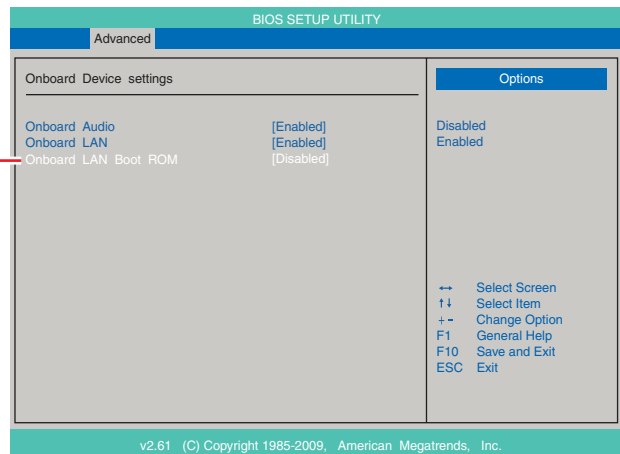 BIOS SETUP UTILITY
Advanced
Onboard Device settings
Onboard Audio [Enabled]
Onboard LAN [Enabled]
Onboard LAN Boot ROM [Disabled]
Options
Disabled
Enabled
↔ Select Screen
↑↓ Select Item
+- Change Option
F1 General Help
F10 Save and Exit
ESC Exit
v2.61 (C) Copyright 1985-2009, American Megatrends, Inc.